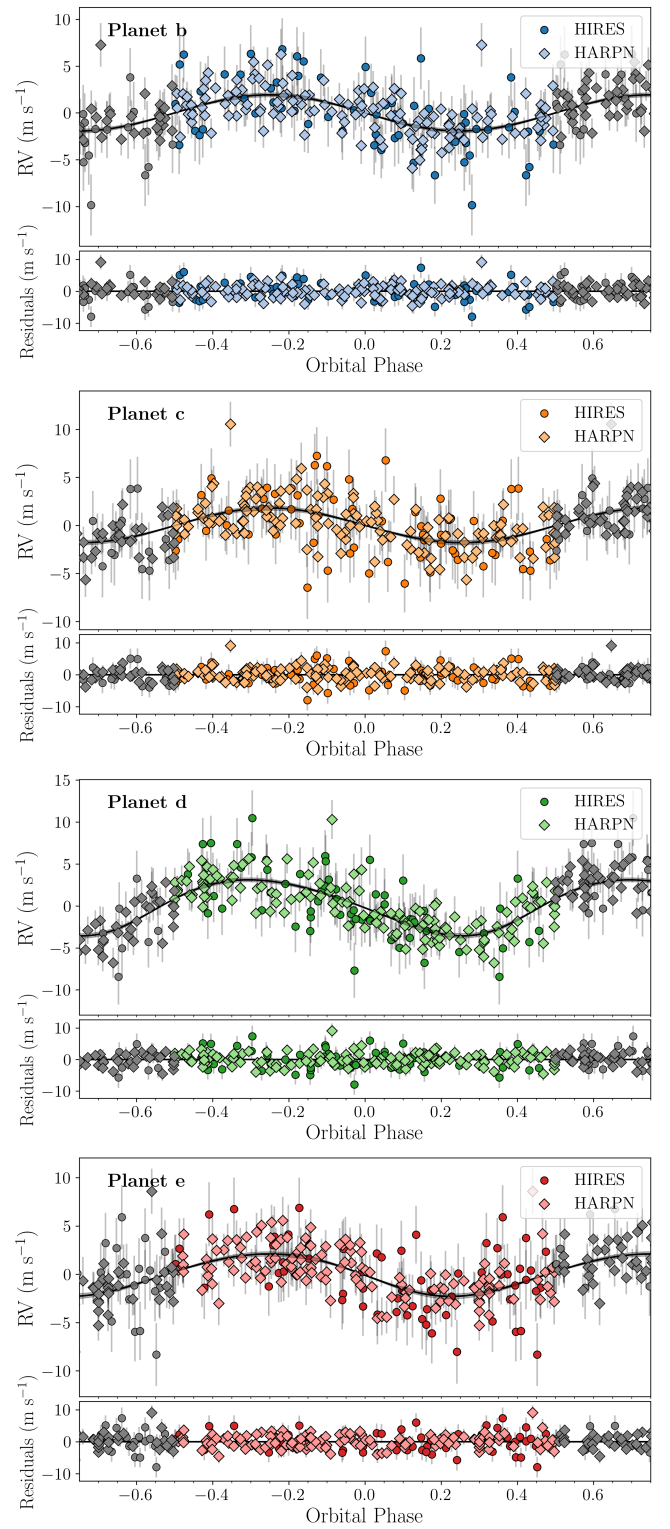 Planet b
HIRES
HARPN
RV (m s−1)
5
0
−5
−10
Residuals (m s−1)
10
0
−10
−0.6 −0.4 −0.2 0.0 0.2 0.4 0.6
Orbital Phase
Planet c
HIRES
HARPN
RV (m s−1)
10
5
0
−5
−10
Residuals (m s−1)
10
0
−10
−0.6 −0.4 −0.2 0.0 0.2 0.4 0.6
Orbital Phase
Planet d
HIRES
HARPN
RV (m s−1)
15
10
5
0
−5
−10
Residuals (m s−1)
10
0
−10
−0.6 −0.4 −0.2 0.0 0.2 0.4 0.6
Orbital Phase
Planet e
HIRES
HARPN
RV (m s−1)
10
5
0
−5
−10
Residuals (m s−1)
10
0
−10
−0.6 −0.4 −0.2 0.0 0.2 0.4 0.6
Orbital Phase